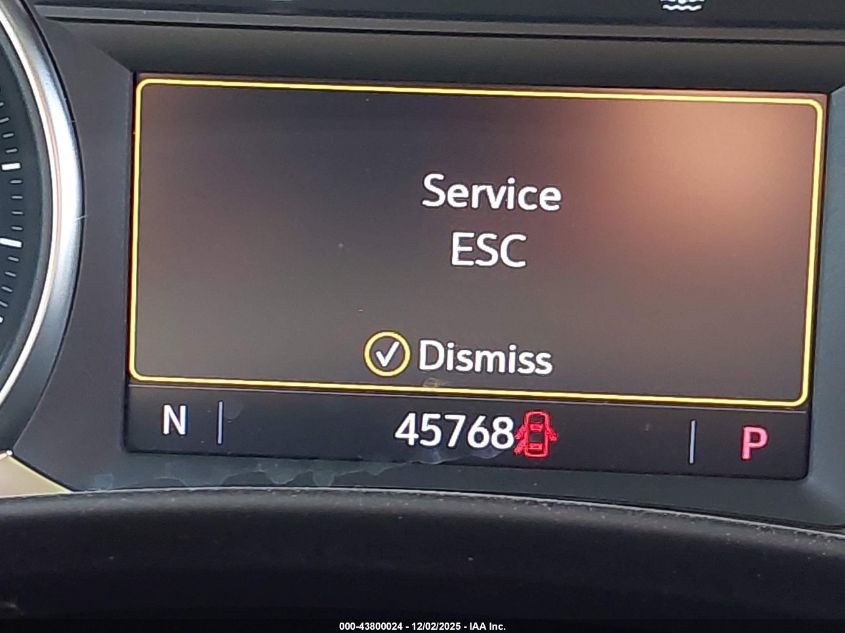 Service
ESC
Dismiss
N 45768 P
000-43800024 - 12/02/2025 - IAA Inc.